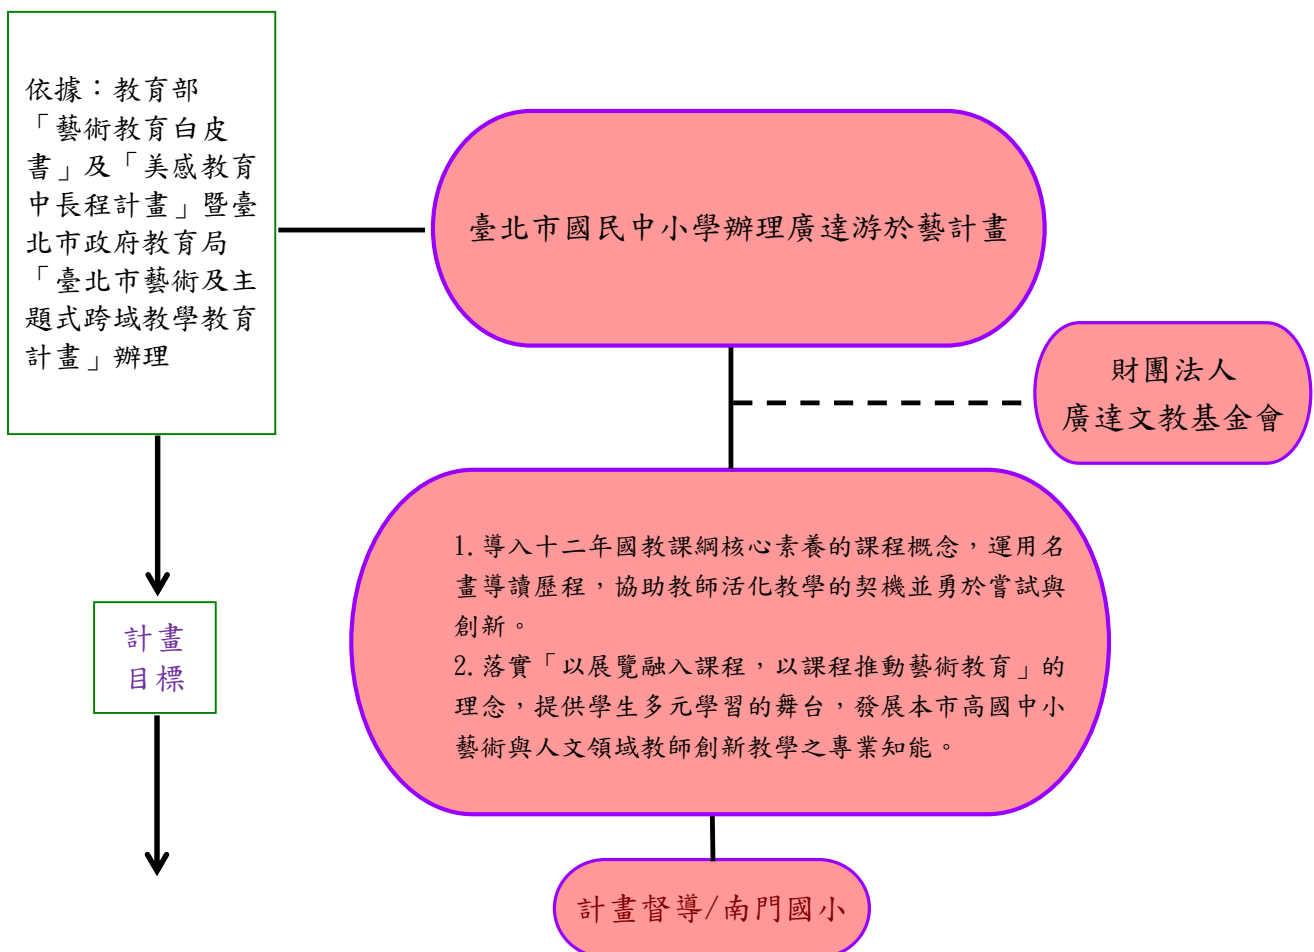 依據：教育部
「藝術教育白皮
書」及「美感教育
中長程計畫」暨臺
北市政府教育局
「臺北市藝術及主
題式跨域教學教育
計畫」辦理
臺北市國民中小學辦理廣達游於藝計畫
財團法人
廣達文教基金會
1. 導入十二年國教課綱核心素養的課程概念，運用名
畫導讀歷程，協助教師活化教學的契機並勇於嘗試與
創新。
2. 落實「以展覽融入課程，以課程推動藝術教育」的
理念，提供學生多元學習的舞台，發展本市高國中小
藝術與人文領域教師創新教學之專業知能。
計畫
目標
計畫督導/南門國小